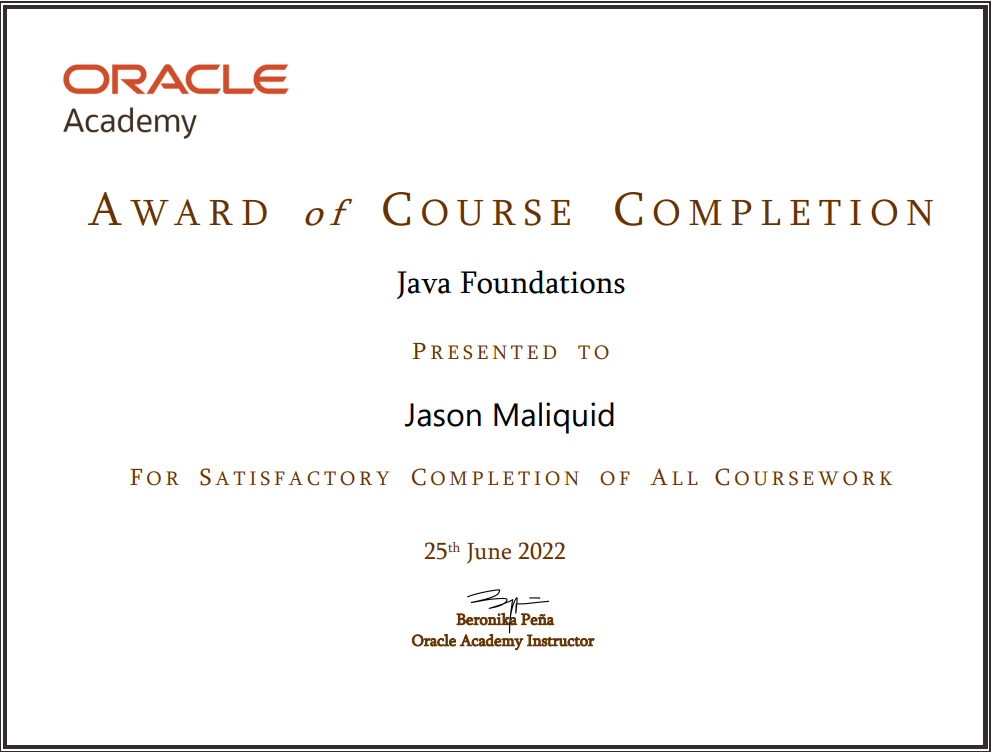 ORACLE
Academy
AWARD of COURSE COMPLETION
Java Foundations
PRESENTED TO
Jason Maliquid
FOR SATISFACTORY COMPLETION OF ALL COURSEWORK
25th June 2022
Beronika Peña
Oracle Academy Instructor